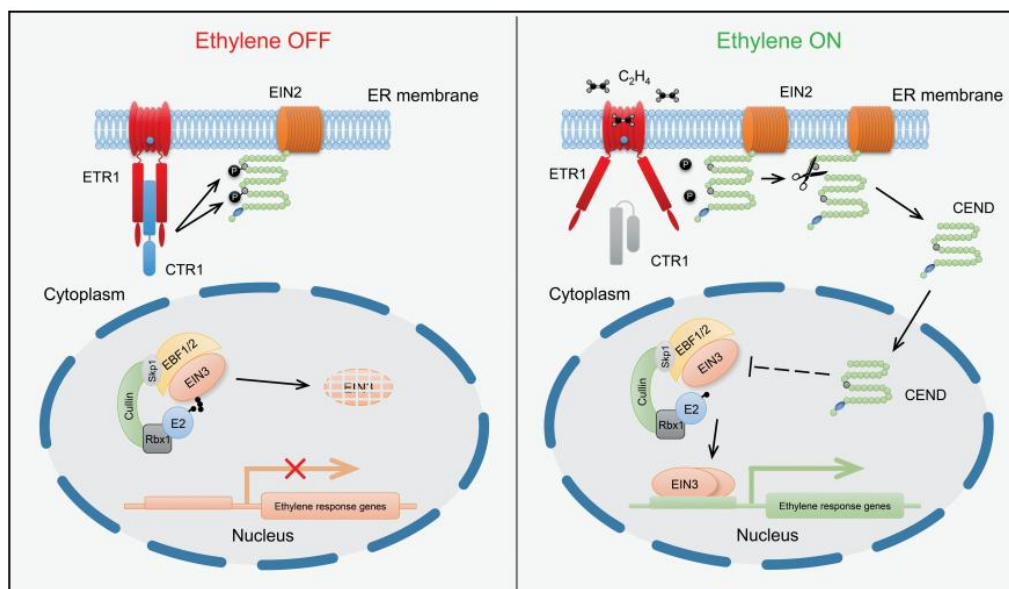 Ethylene OFF
EIN2
ER membrane
P
P
ETR1
CTR1
Cytoplasm
Skp1
EBF1/2
EIN3
Cullin
E2
Rbx1
EIN3
Ethylene response genes
Nucleus
Ethylene ON
C₂H₄
EIN2
ER membrane
ETR1
P
P
CTR1
CEND
Cytoplasm
Skp1
EBF1/2
EIN3
Cullin
E2
Rbx1
CEND
EIN3
Ethylene response genes
Nucleus